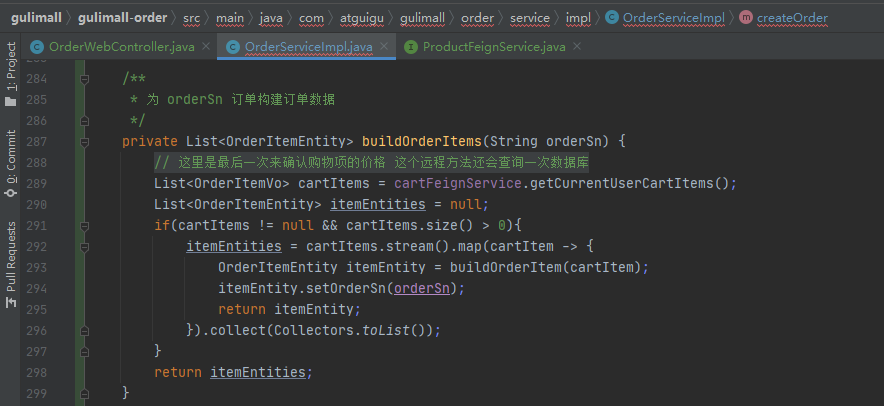 gulimall gulimall-order src main java com atguigu gulimall order service impl OrderServiceImpl createOrder
OrderWebController.java OrderServiceImpl.java ProductFeignService.java
1: Project
0: Commit
Pull Requests
284 /**
285 * 为 orderSn 订单构建订单数据
286 */
287 private List<OrderItemEntity> buildOrderItems(String orderSn) {
288 // 这里是最后一次来确认购物项的价格 这个远程方法还会查询一次数据库
289 List<OrderItemVo> cartItems = cartFeignService.getCurrentUserCartItems();
290 List<OrderItemEntity> itemEntities = null;
291 if(cartItems != null && cartItems.size() > 0){
292 itemEntities = cartItems.stream().map(cartItem -> {
293 OrderItemEntity itemEntity = buildOrderItem(cartItem);
294 itemEntity.setOrderSn(orderSn);
295 return itemEntity;
296 }).collect(Collectors.toList());
297 }
298 return itemEntities;
299 }